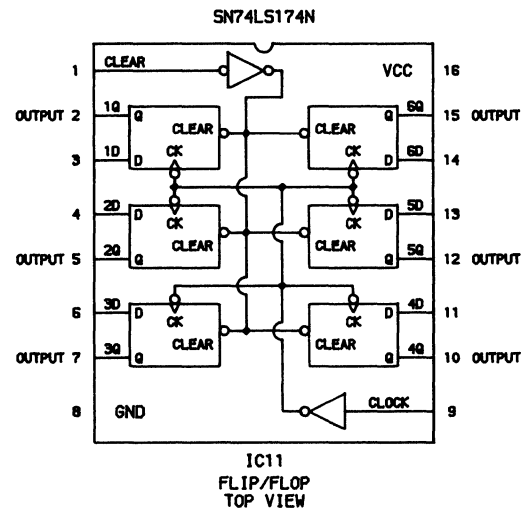 SN74LS174N
1 CLEAR VCC 16
OUTPUT 2 1Q Q CLEAR CLEAR Q 6Q 15 OUTPUT
3 1D D CK CK D 6D 14
4 2D D CK CK D 5D 13
OUTPUT 5 2Q Q CLEAR CLEAR Q 5Q 12 OUTPUT
6 3D D CK CK D 4D 11
OUTPUT 7 3Q Q CLEAR CLEAR Q 4Q 10 OUTPUT
8 GND CLOCK 9
IC11
FLIP/FLOP
TOP VIEW